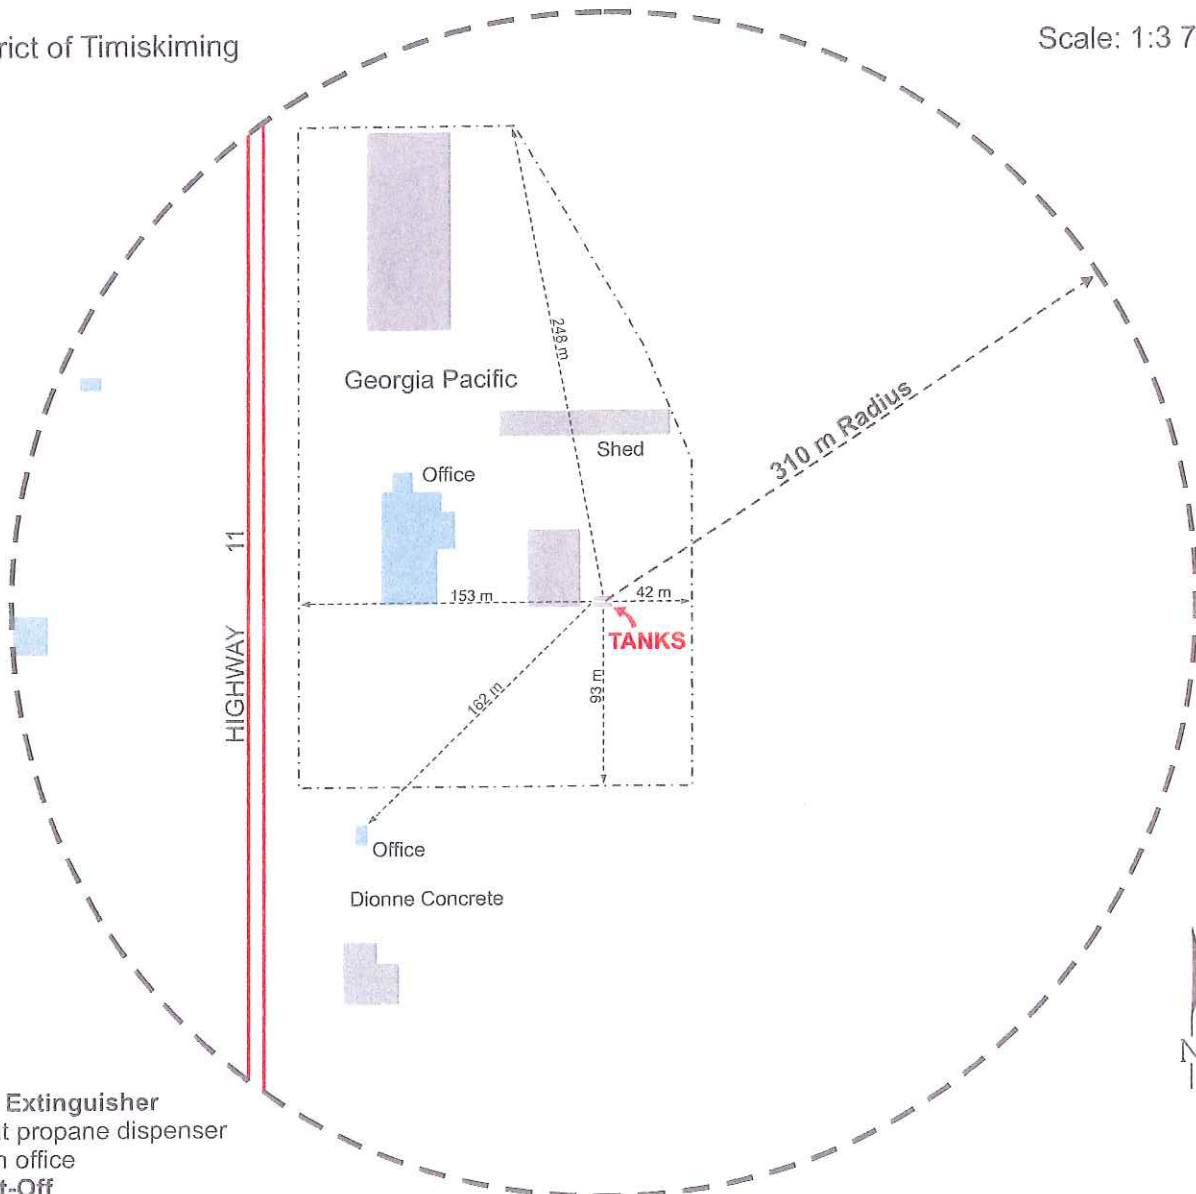 rict of Timiskiming
Scale: 1:3 7
248 m
Georgia Pacific
310 m Radius
Shed
Office
HIGHWAY 11
153 m
42 m
TANKS
162 m
93 m
Office
Dionne Concrete
N
Extinguisher
t propane dispenser
n office
t-Off